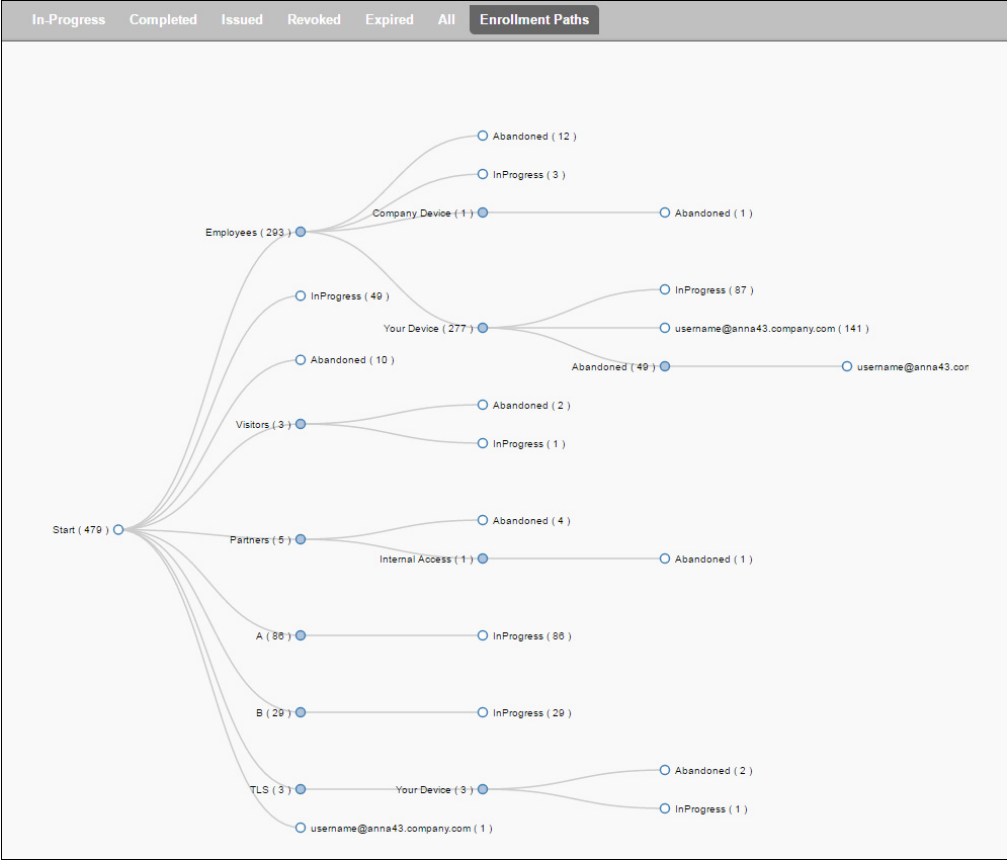 In-Progress Completed Issued Revoked Expired All Enrollment Paths
Abandoned ( 12 )
InProgress ( 3 )
Company Device ( 1 ) Abandoned ( 1 )
Employees ( 293 )
InProgress ( 87 )
InProgress ( 49 )
Your Device ( 277 ) username@anna43.company.com ( 141 )
Abandoned ( 10 )
Abandoned ( 49 ) username@anna43.cor
Abandoned ( 2 )
Visitors ( 3 )
InProgress ( 1 )
Abandoned ( 4 )
Start ( 479 )
Partners ( 5 )
Internal Access ( 1 ) Abandoned ( 1 )
A ( 86 ) InProgress ( 86 )
B ( 29 ) InProgress ( 29 )
Abandoned ( 2 )
TLS ( 3 ) Your Device ( 3 )
InProgress ( 1 )
username@anna43.company.com ( 1 )